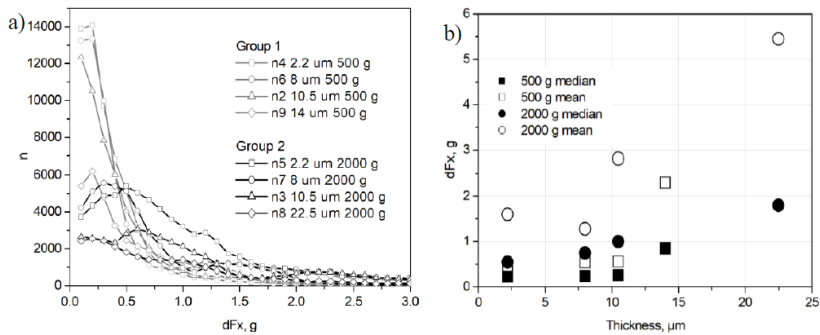 a)
14000
12000
10000
8000
6000
4000
2000
0
n
0.0
0.5
1.0
1.5
2.0
2.5
3.0
dFx, g
Group 1
n4 2.2 um 500 g
n6 8 um 500 g
n2 10.5 um 500 g
n9 14 um 500 g
Group 2
n5 2.2 um 2000 g
n7 8 um 2000 g
n3 10.5 um 2000 g
n8 22.5 um 2000 g
b)
6
5
4
3
2
1
0
dFx, g
0
5
10
15
20
25
Thickness, µm
500 g median
500 g mean
2000 g median
2000 g mean